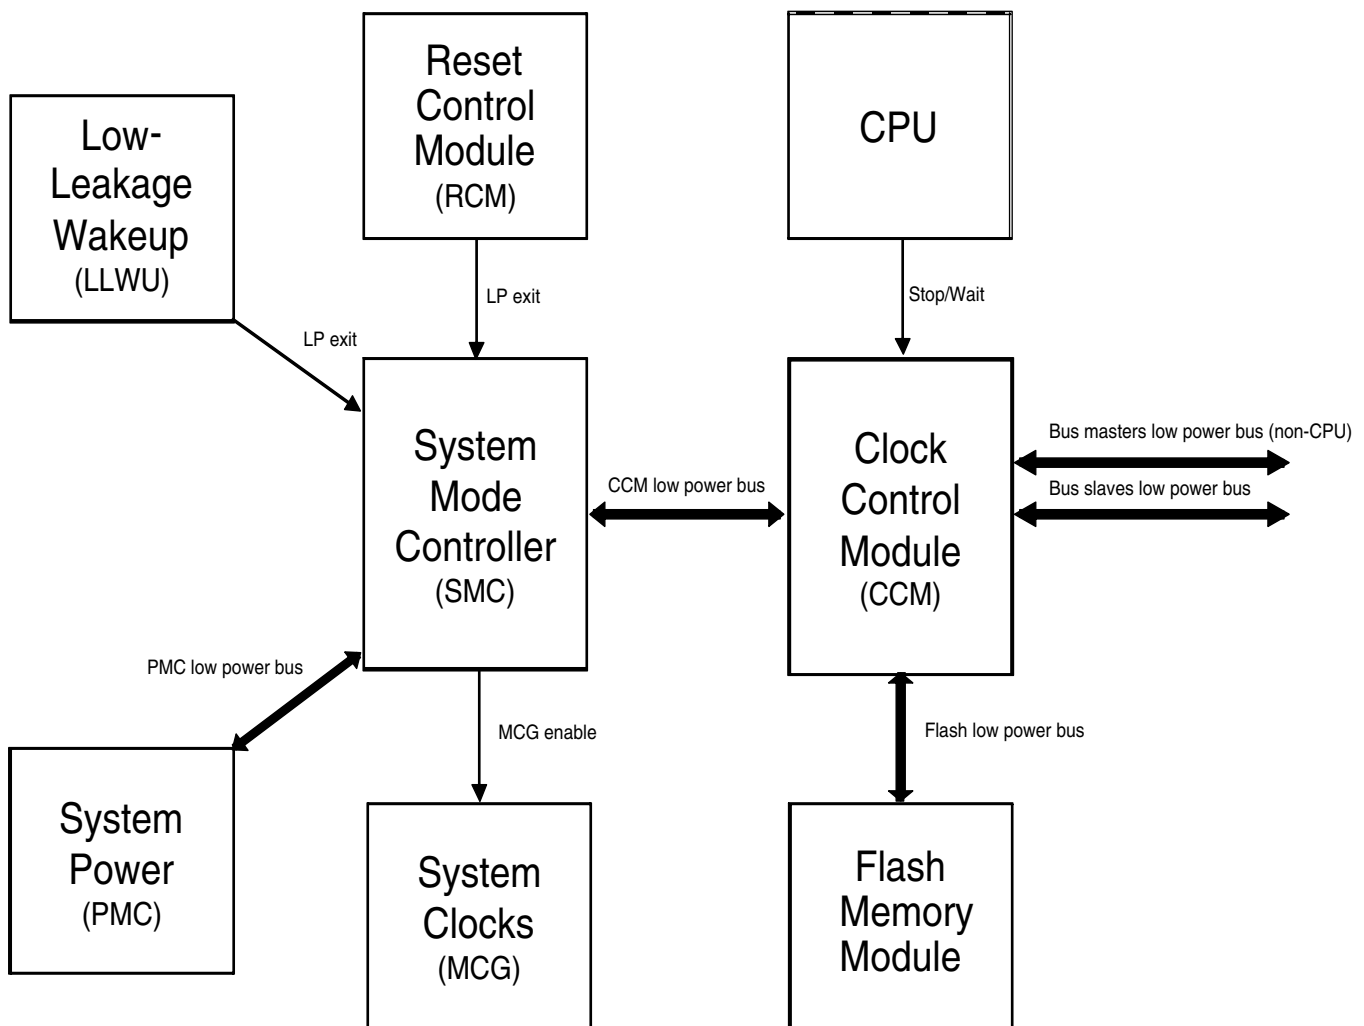 Reset
Control
Module
(RCM)
CPU
Low-
Leakage
Wakeup
(LLWU)
LP exit
Stop/Wait
LP exit
System
Mode
Controller
(SMC)
CCM low power bus
Clock
Control
Module
(CCM)
Bus masters low power bus (non-CPU)
Bus slaves low power bus
PMC low power bus
MCG enable
Flash low power bus
System
Power
(PMC)
System
Clocks
(MCG)
Flash
Memory
Module